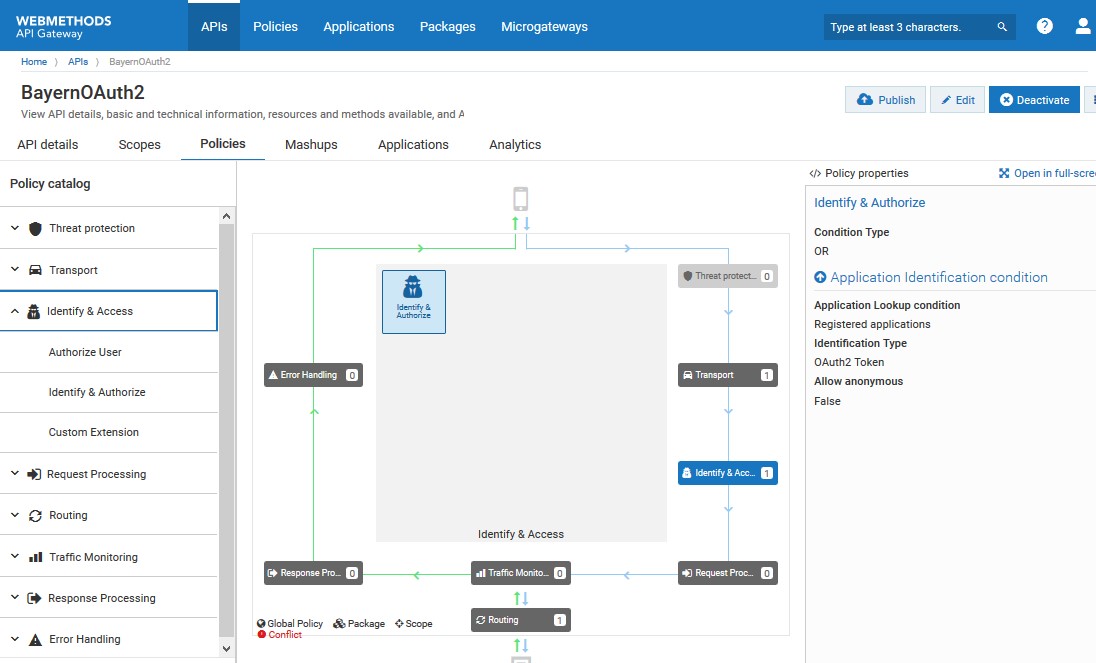 WEBMETHODS
API Gateway
APIs
Policies
Applications
Packages
Microgateways
Type at least 3 characters.
Home
APIs
BayernOAuth2
BayernOAuth2
View API details, basic and technical information, resources and methods available, and A
Publish
Edit
Deactivate
API details
Scopes
Policies
Mashups
Applications
Analytics
Policy catalog
Threat protection
Transport
Identify & Access
Authorize User
Identify & Authorize
Custom Extension
Request Processing
Routing
Traffic Monitoring
Response Processing
Error Handling
Identify &
Authorize
Identify & Access
Threat protect... 0
Transport 1
Identify & Acc... 1
Request Proc... 0
Traffic Monito... 0
Response Pro... 0
Error Handling 0
Routing 1
Global Policy Package Scope
Conflict
</> Policy properties
Open in full-scree
Identify & Authorize
Condition Type
OR
Application Identification condition
Application Lookup condition
Registered applications
Identification Type
OAuth2 Token
Allow anonymous
False